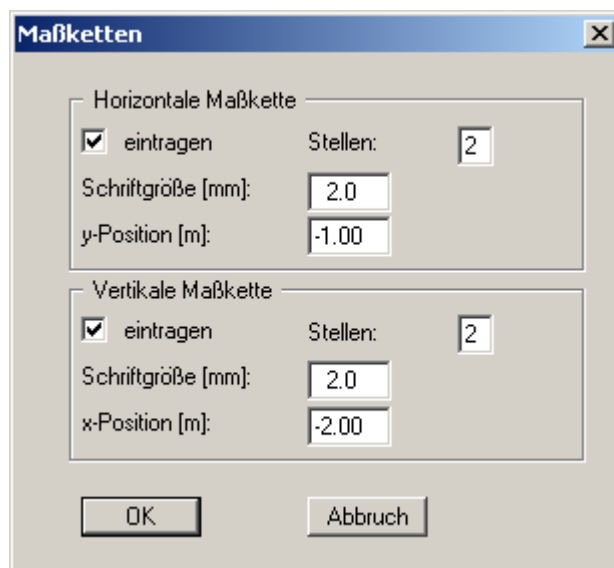 Maßketten
Horizontale Maßkette
eintragen Stellen: 2
Schriftgröße [mm]: 2.0
y-Position [m]: -1.00
Vertikale Maßkette
eintragen Stellen: 2
Schriftgröße [mm]: 2.0
x-Position [m]: -2.00
OK Abbruch